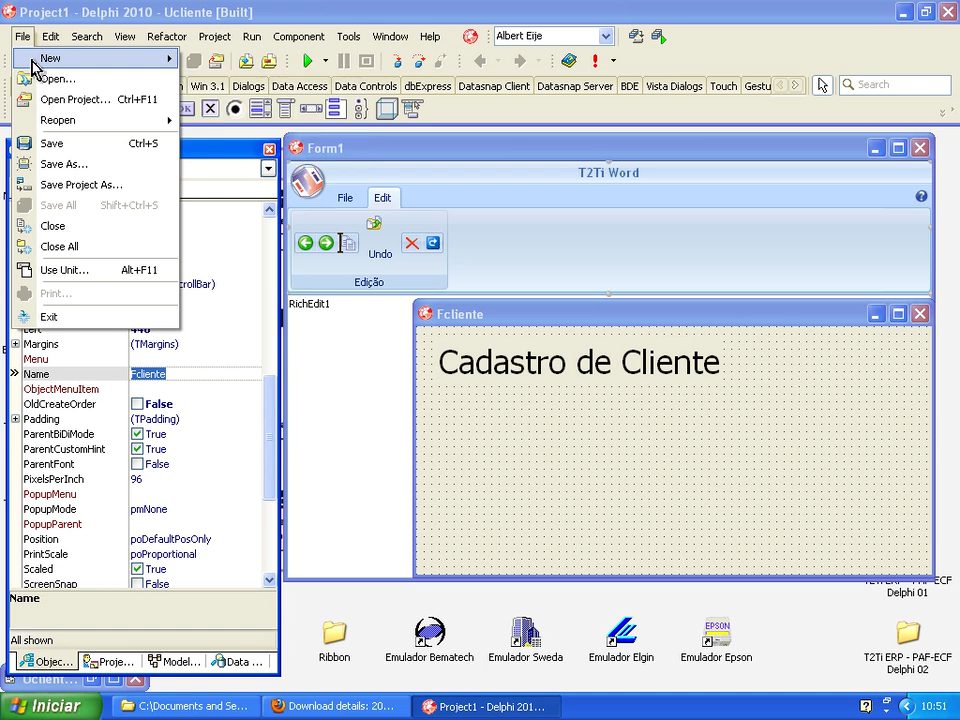 Project1 - Delphi 2010 - Ucliente [Built]
File Edit Search View Refactor Project Run Component Tools Window Help Albert Eije
Win 3.1 Dialogs Data Access Data Controls dbExpress Datasnap Client Datasnap Server BDE Vista Dialogs Touch Gestu Search
New
Open...
Open Project... Ctrl+F11
Reopen
Save Ctrl+S
Save As...
Save Project As...
Save All Shift+Ctrl+S
Close
Close All
Use Unit... Alt+F11
Print...
Exit
Left 440
Margins (TMargins)
Menu
Name Fcliente
ObjectMenuItem
OldCreateOrder False
Padding (TPadding)
ParentBiDiMode True
ParentCustomHint True
ParentFont False
PixelsPerInch 96
PopupMenu
PopupMode pmNone
PopupParent
Position poDefaultPosOnly
PrintScale poProportional
Scaled True
ScreenSnap False
Name
All shown
Objec... Proje... Model... Data ...
Form1
T2Ti Word
File Edit
Undo
Edição
RichEdit1
Fcliente
Cadastro de Cliente
Delphi 01
Ribbon
Emulador Bematech
Emulador Sweda
Emulador Elgin
EPSON
Emulador Epson
T2Ti ERP - PAF-ECF
Delphi 02
Iniciar
C:\Documents and Se...
Download details: 20...
Project1 - Delphi 201...
10:51